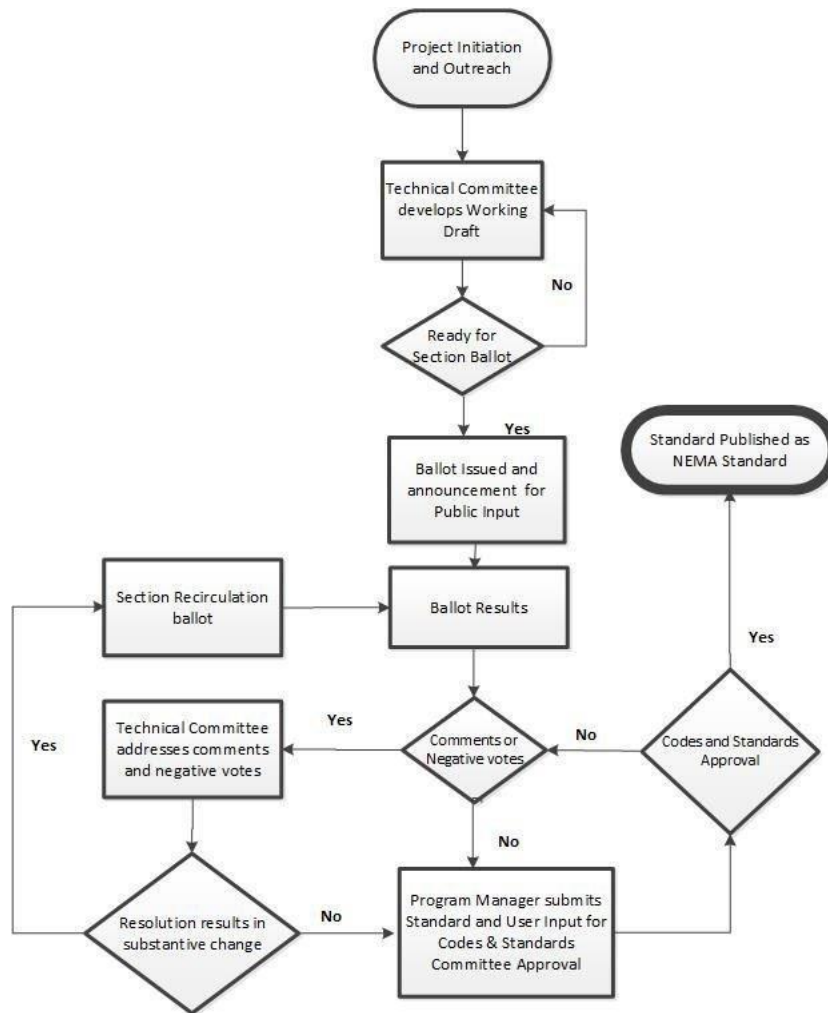 Project Initiation
and Outreach
Technical Committee
develops Working
Draft
No
Ready for
Section Ballot
Yes
Standard Published as
NEMA Standard
Ballot Issued and
announcement for
Public Input
Section Recirculation
ballot
Ballot Results
Yes
Technical Committee
addresses comments
and negative votes
Yes
Yes
Comments or
Negative votes
No
Codes and Standards
Approval
No
Resolution results in
substantive change
No
Program Manager submits
Standard and User Input for
Codes & Standards
Committee Approval